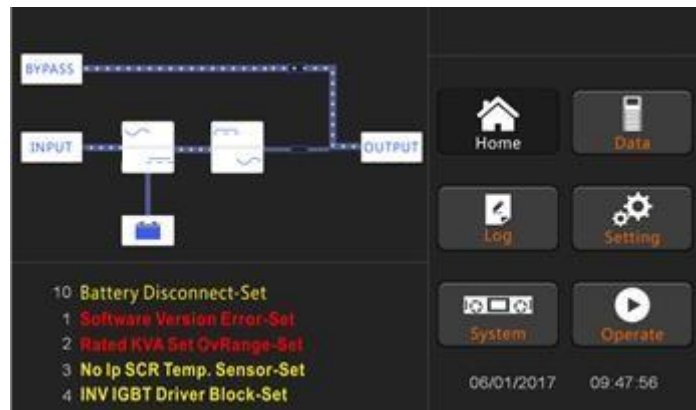 BYPASS
INPUT
OUTPUT
10 Battery Disconnect-Set
1 Software Version Error-Set
2 Rated KVA Set OvRange-Set
3 No Ip SCR Temp. Sensor-Set
4 INV IGBT Driver Block-Set
Home
Data
Log
Setting
System
Operate
06/01/2017 09:47:56